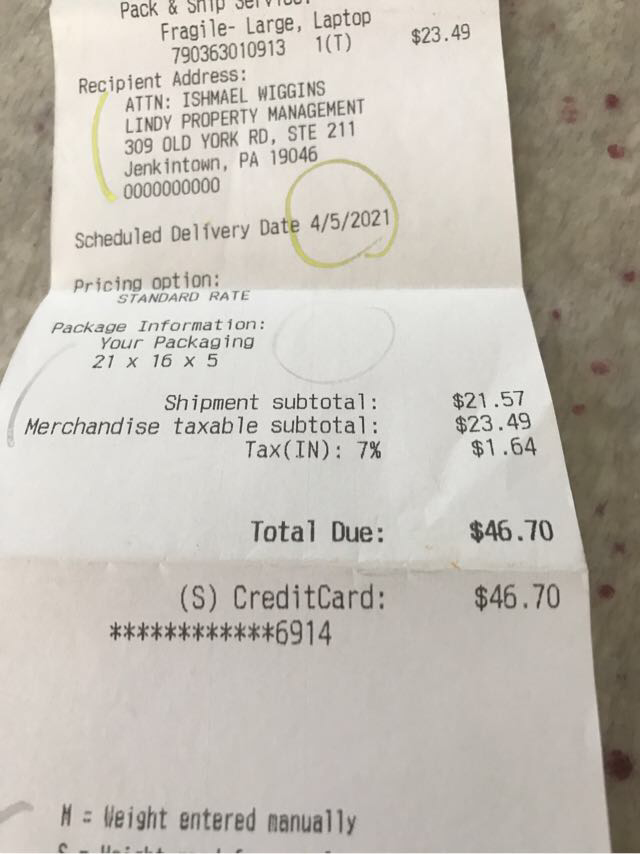 Pack & Ship Service:
Fragile- Large, Laptop
790363010913 1(T) $23.49
Recipient Address:
ATTN: ISHMAEL WIGGINS
LINDY PROPERTY MANAGEMENT
309 OLD YORK RD, STE 211
Jenkintown, PA 19046
0000000000
Scheduled Delivery Date 4/5/2021
Pricing option:
STANDARD RATE
Package Information:
Your Packaging
21 x 16 x 5
Shipment subtotal: $21.57
Merchandise taxable subtotal: $23.49
Tax(IN): 7% $1.64
Total Due: $46.70
(S) CreditCard: $46.70
************6914
M = Weight entered manually